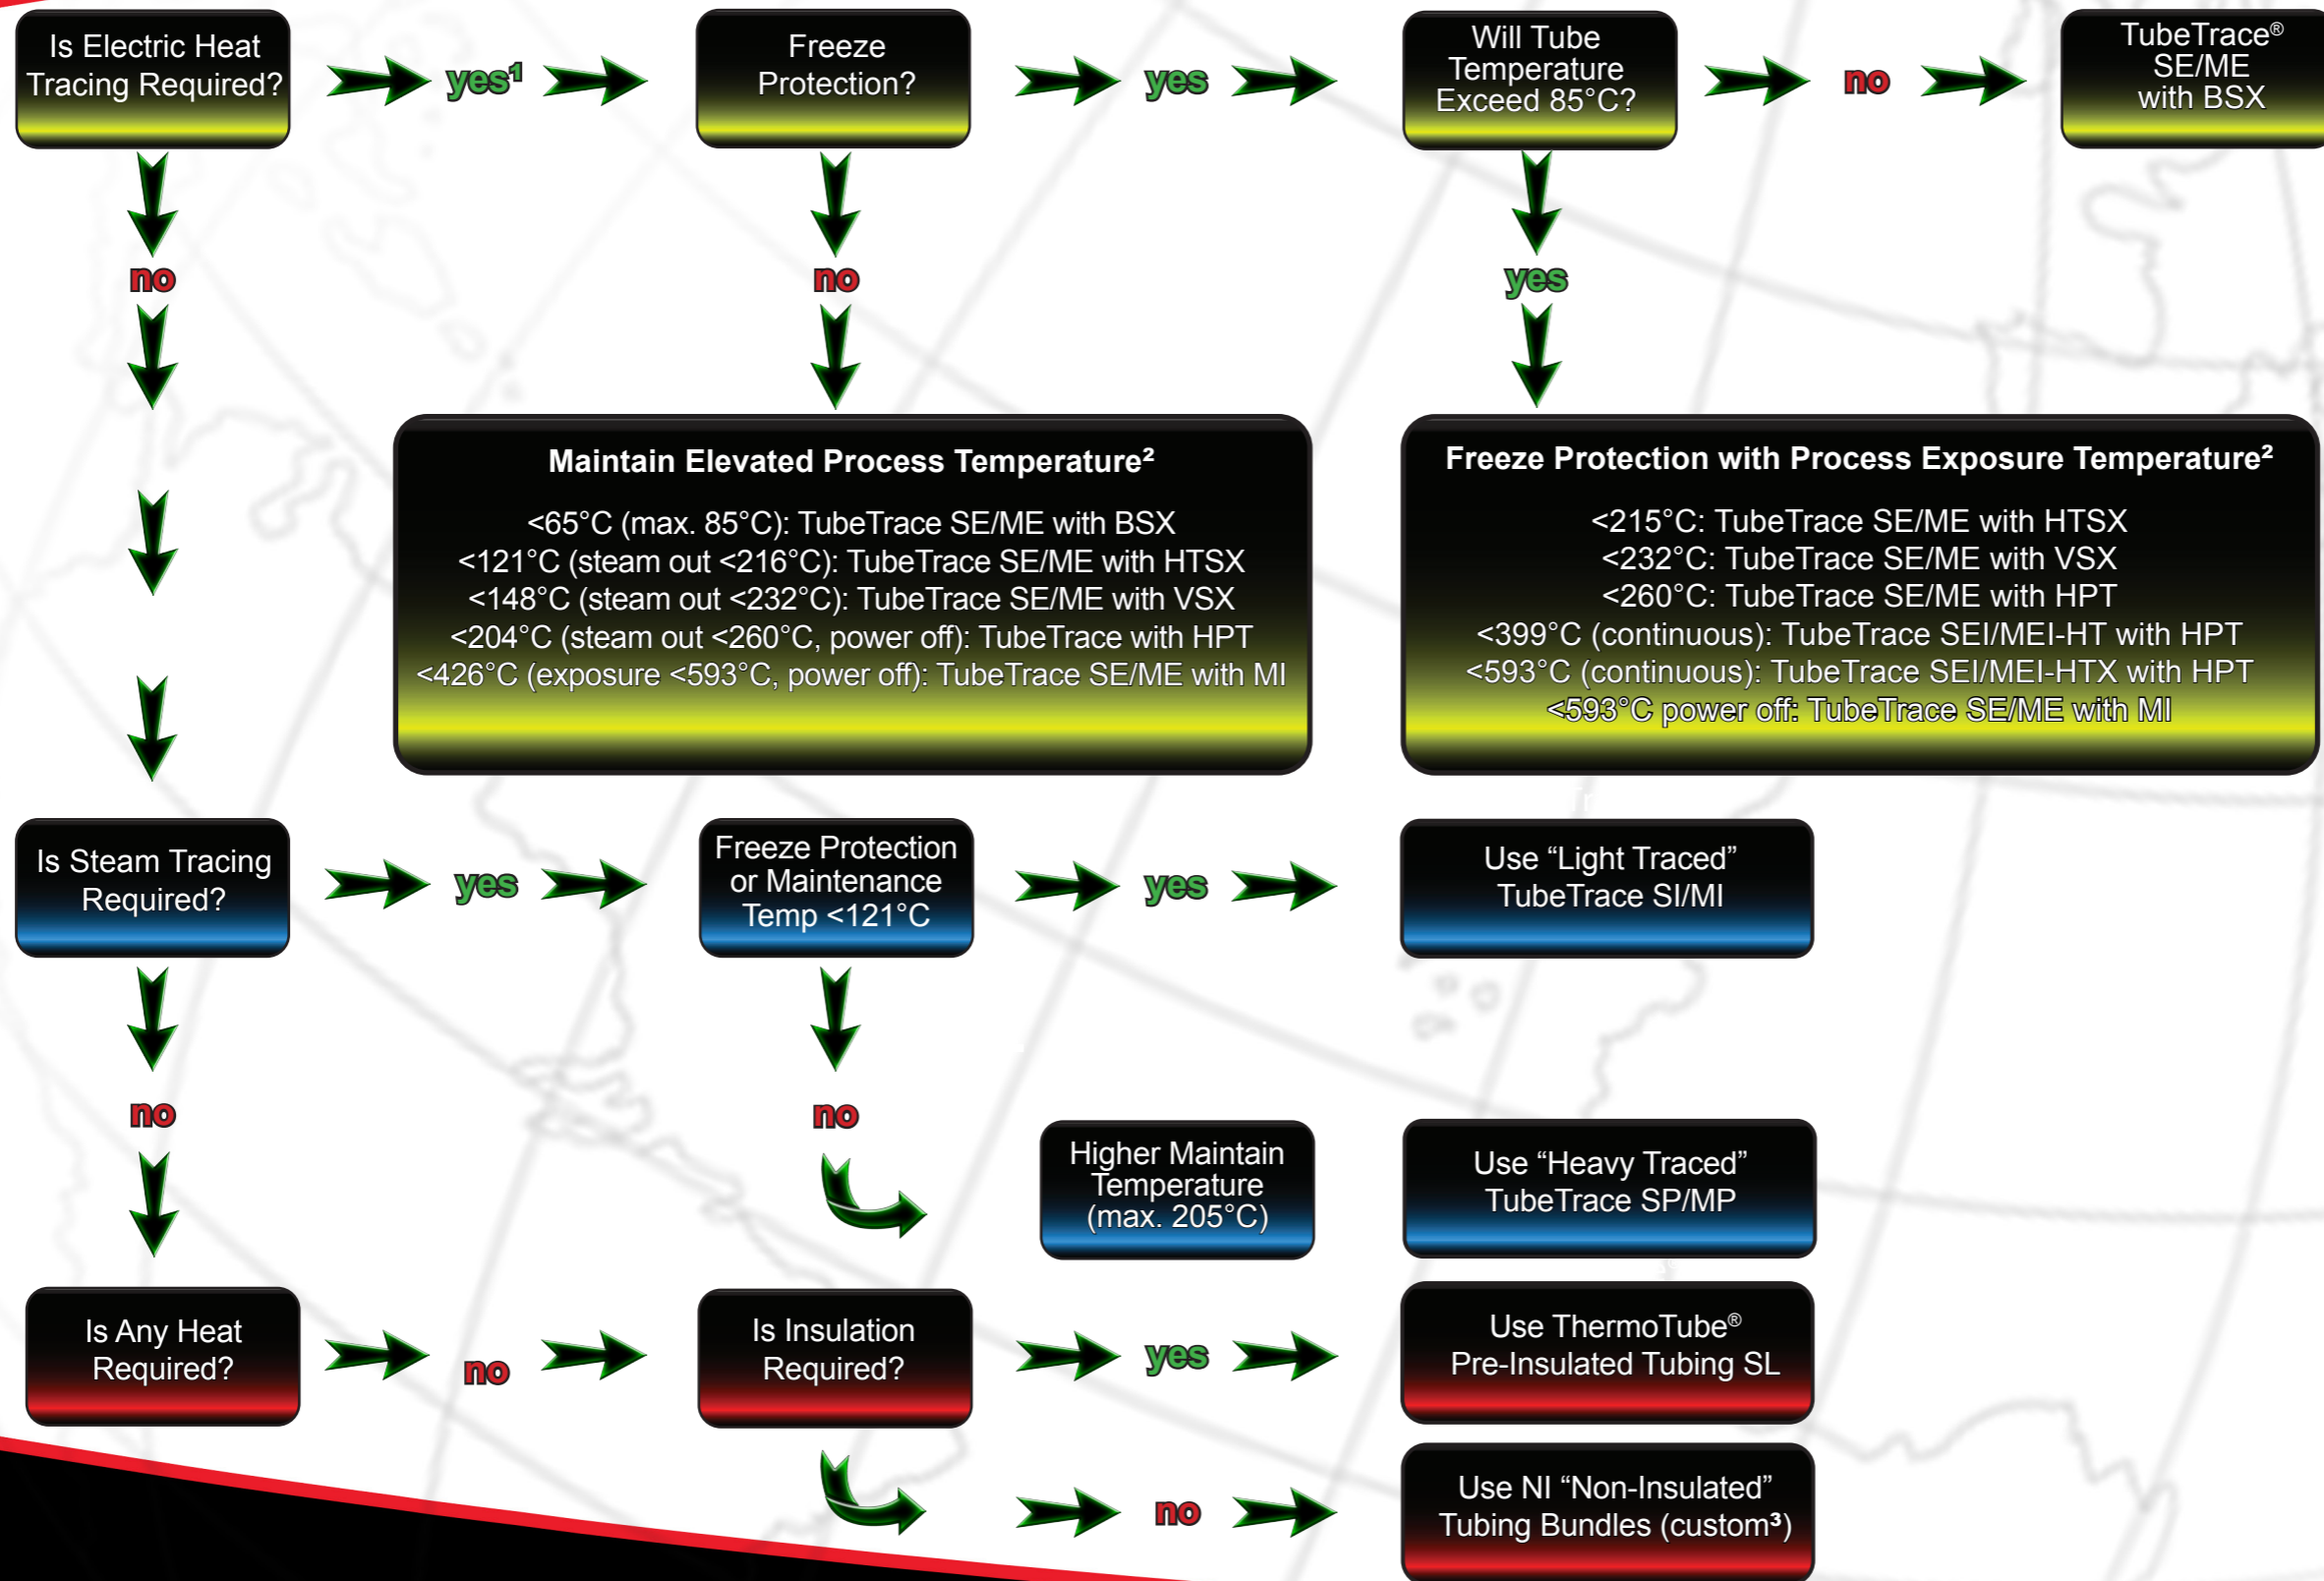 Is Electric Heat
Tracing Required?
yes¹
Freeze
Protection?
yes
Will Tube
Temperature
Exceed 85°C?
no
TubeTrace®
SE/ME
with BSX
no
no
yes
Maintain Elevated Process Temperature²
<65°C (max. 85°C): TubeTrace SE/ME with BSX
<121°C (steam out <216°C): TubeTrace SE/ME with HTSX
<148°C (steam out <232°C): TubeTrace SE/ME with VSX
<204°C (steam out <260°C, power off): TubeTrace with HPT
<426°C (exposure <593°C, power off): TubeTrace SE/ME with MI
Freeze Protection with Process Exposure Temperature²
<215°C: TubeTrace SE/ME with HTSX
<232°C: TubeTrace SE/ME with VSX
<260°C: TubeTrace SE/ME with HPT
<399°C (continuous): TubeTrace SEI/MEI-HT with HPT
<593°C (continuous): TubeTrace SEI/MEI-HTX with HPT
<593°C power off: TubeTrace SE/ME with MI
Is Steam Tracing
Required?
yes
Freeze Protection
or Maintenance
Temp <121°C
yes
Use “Light Traced”
TubeTrace SI/MI
no
no
Higher Maintain
Temperature
(max. 205°C)
Use “Heavy Traced”
TubeTrace SP/MP
Is Any Heat
Required?
no
Is Insulation
Required?
yes
Use ThermoTube®
Pre-Insulated Tubing SL
no
Use NI “Non-Insulated”
Tubing Bundles (custom³)